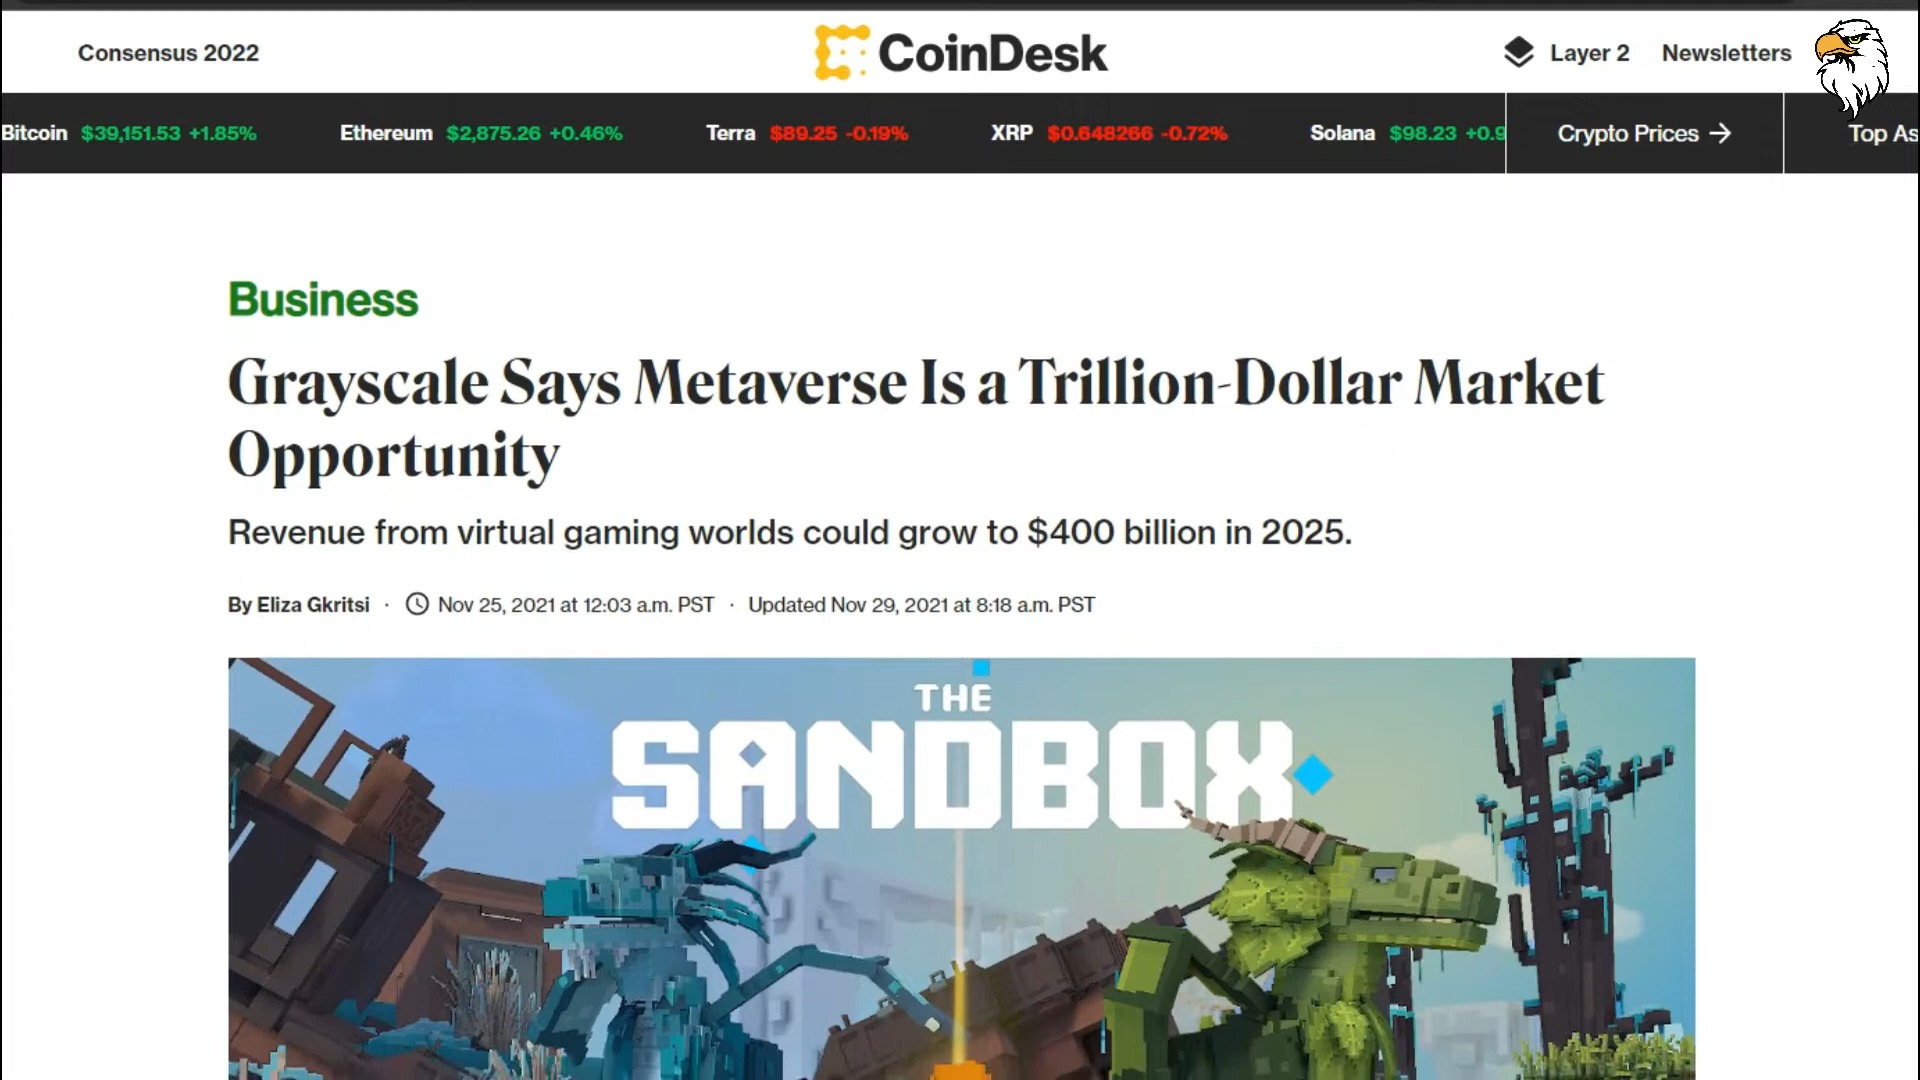 Consensus 2022
CoinDesk
Layer 2
Newsletters
Bitcoin $39,151.53 +1.85% Ethereum $2,875.26 +0.46% Terra $89.25 -0.19% XRP $0.648266 -0.72% Solana $98.23 +0.9
Crypto Prices →
Top As
Business
Grayscale Says Metaverse Is a Trillion-Dollar Market
Opportunity
Revenue from virtual gaming worlds could grow to $400 billion in 2025.
By Eliza Gkritsi · Nov 25, 2021 at 12:03 a.m. PST · Updated Nov 29, 2021 at 8:18 a.m. PST
THE
SANDBOX